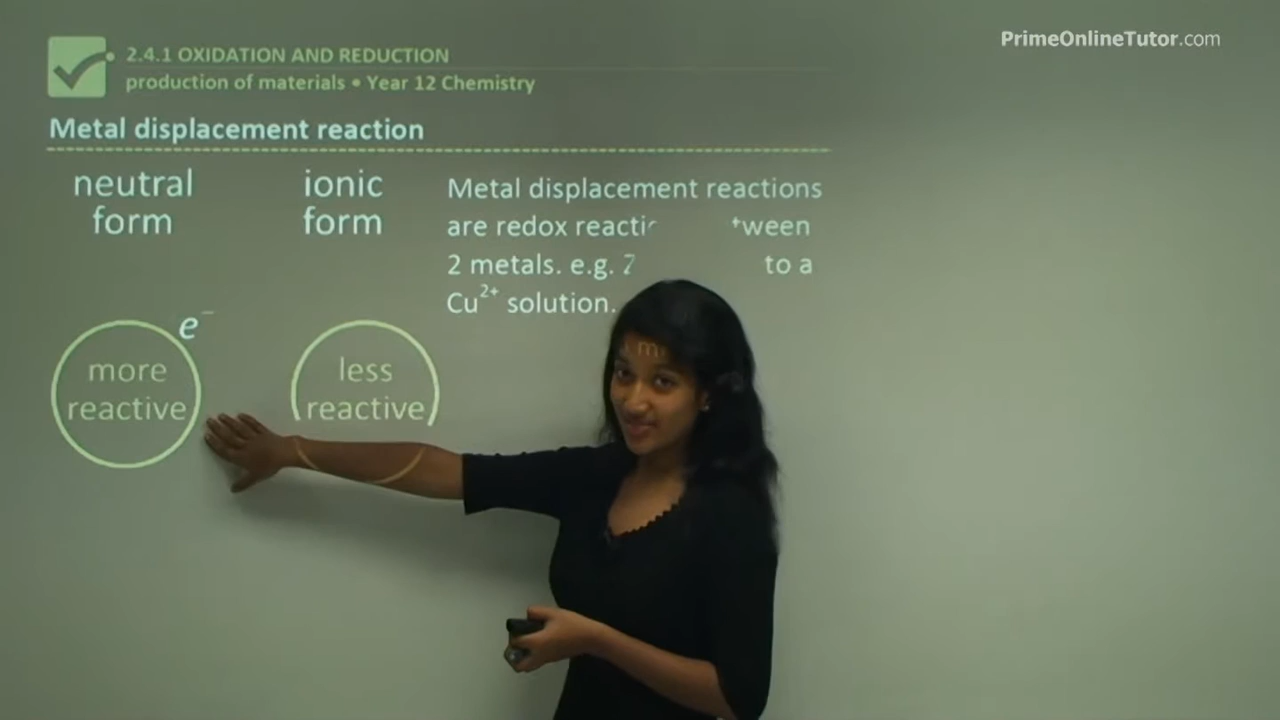 PrimeOnlineTutor.com
2.4.1 OXIDATION AND REDUCTION
production of materials • Year 12 Chemistry
Metal displacement reaction
neutral
form
ionic
form
Metal displacement reactions
are redox
2 metals. e.g. to a
Cu²⁺ solution.
e⁻
more
reactive
less
reactive